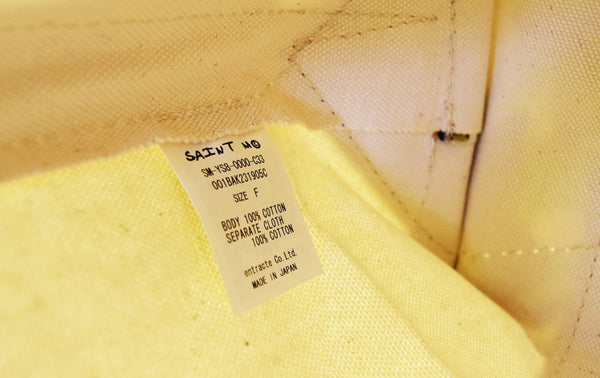 SAINT Mò
SM-YS8-0000-C33
001BAK231905C
SIZE F
BODY 100% COTTON
SEPARATE CLOTH
100% COTTON
entracte Co.Ltd.
MADE IN JAPAN